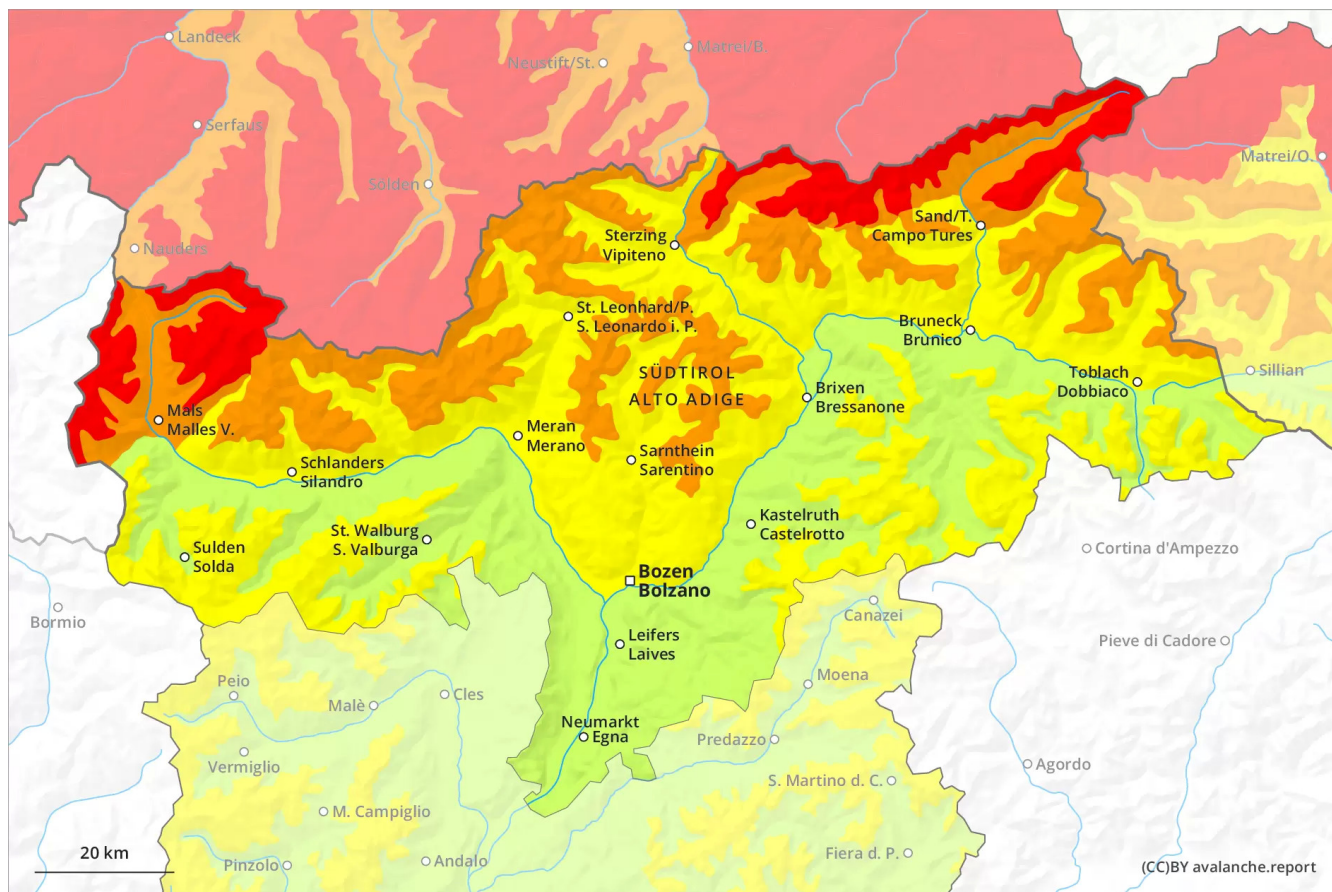 Landeck
Matrei/B.
Neustift/St.
Serfaus
Matrei/O.
Sölden
Sand/T.
Campo Tures
Nauders
Sterzing
Vipiteno
St. Leonhard/P.
S. Leonardo i. P.
Bruneck
Brunico
SÜDTIROL
ALTO ADIGE
Toblach
Dobbiaco
Sillian
Brixen
Bressanone
Mals
Malles V.
Meran
Merano
Sarnthein
Sarentino
Schlanders
Silandro
Kastelruth
Castelrotto
St. Walburg
S. Valburga
Sulden
Solda
Cortina d'Ampezzo
Bozen
Bolzano
Bormio
Canazei
Leifers
Laives
Pieve di Cadore
Peio
Moena
Malè
Cles
Neumarkt
Egna
Predazzo
Vermiglio
Agordo
S. Martino d. C.
M. Campiglio
20 km
Pinzolo
Andalo
Fiera d. P.
(CC)BY avalanche.report